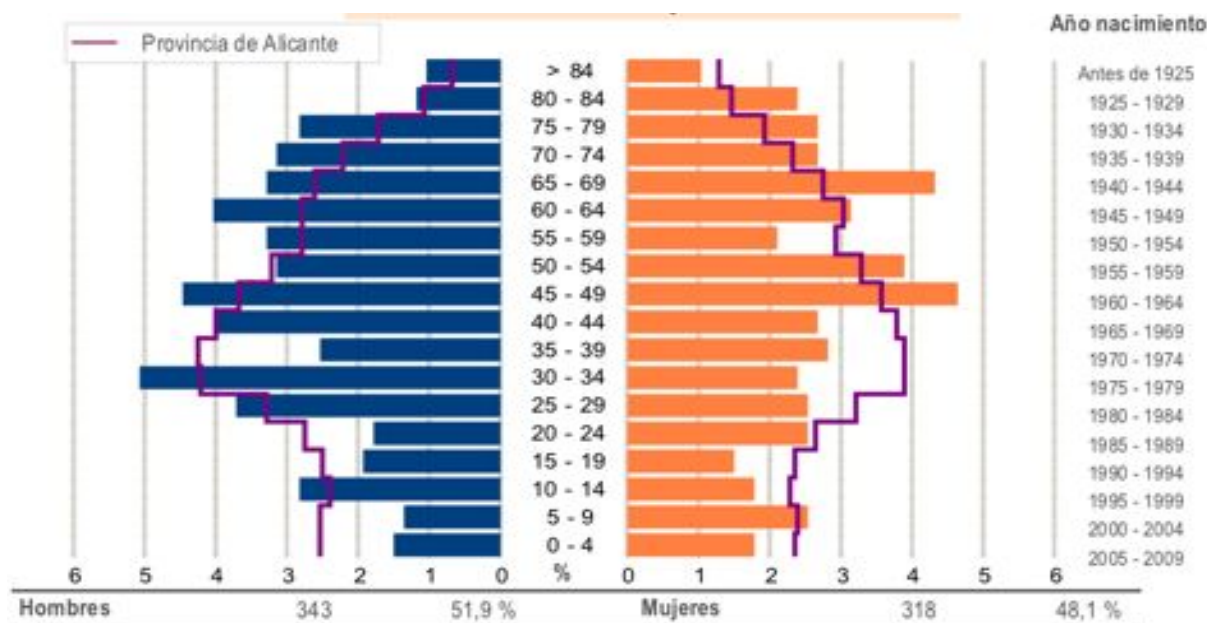 Año nacimiento
Provincia de Alicante
> 84 Antes de 1925
80 - 84 1925 - 1929
75 - 79 1930 - 1934
70 - 74 1935 - 1939
65 - 69 1940 - 1944
60 - 64 1945 - 1949
55 - 59 1950 - 1954
50 - 54 1955 - 1959
45 - 49 1960 - 1964
40 - 44 1965 - 1969
35 - 39 1970 - 1974
30 - 34 1975 - 1979
25 - 29 1980 - 1984
20 - 24 1985 - 1989
15 - 19 1990 - 1994
10 - 14 1995 - 1999
5 - 9 2000 - 2004
0 - 4 2005 - 2009
6 5 4 3 2 1 0 % 0 1 2 3 4 5 6
Hombres 343 51,9 % Mujeres 318 48,1 %